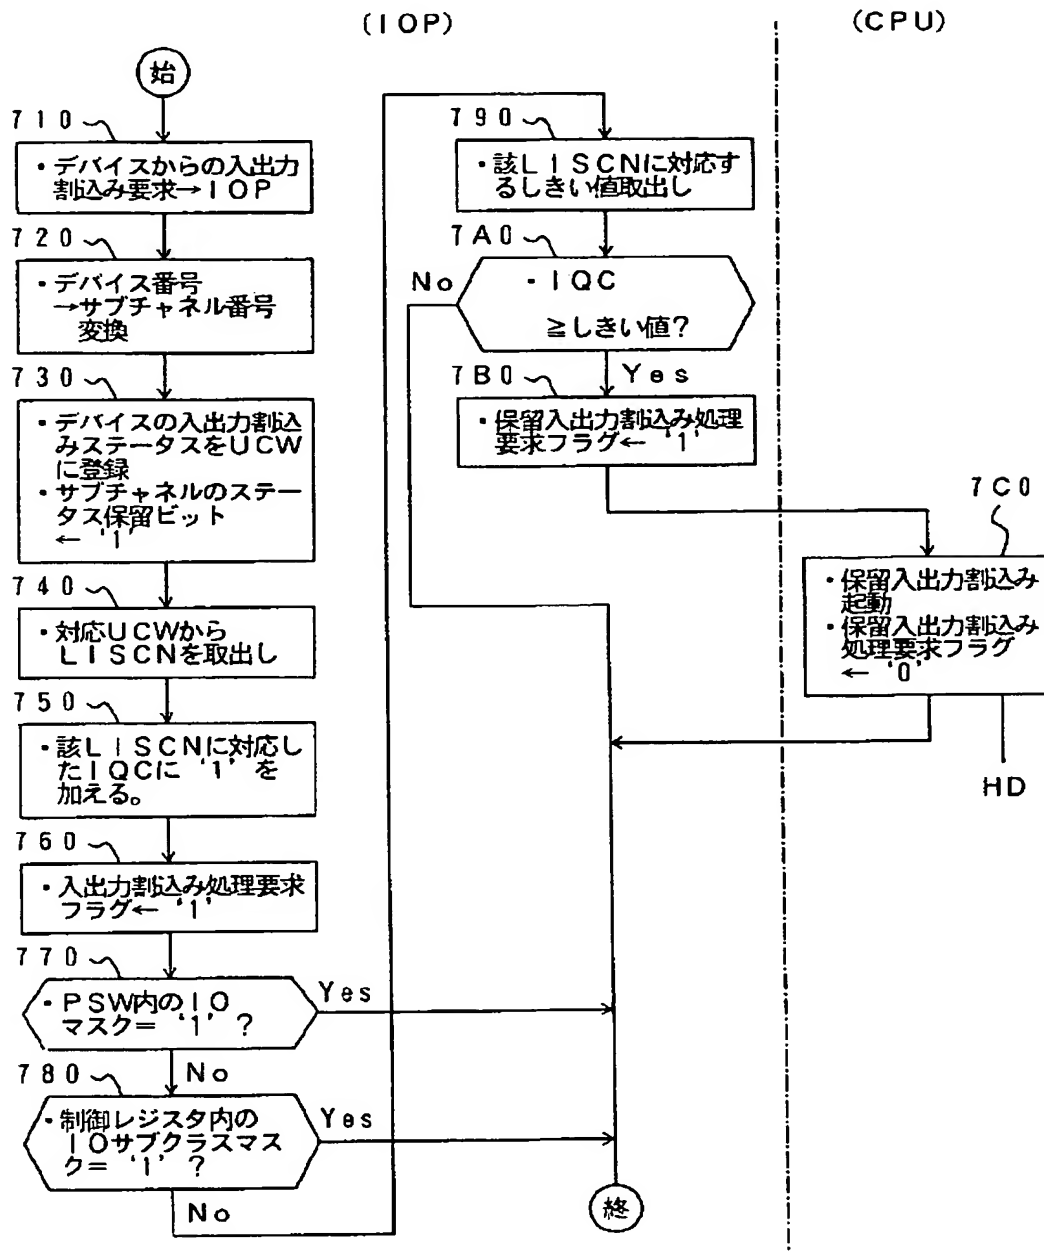 (IOP)
(CPU)
始
710
・デバイスからの入出力
割込み要求→IOP
720
・デバイス番号
→サブチャネル番号
変換
730
・デバイスの入出力割込
みステータスをUCW
に登録
・サブチャネルのステー
タス保留ビット
← '1'
740
・対応UCWから
LISCNを取出し
750
・該LISCNに対応し
たIQCに '1' を
加える。
760
・入出力割込み処理要求
フラグ← '1'
770
・PSW内のIO
マスク= '1' ?
Yes
No
780
・制御レジスタ内の
IOサブクラスマス
ク= '1' ?
Yes
No
790
・該LISCNに対応す
るしきい値取出し
7A0
・IQC
≧しきい値?
No
Yes
7B0
・保留入出力割込み処理
要求フラグ← '1'
7C0
・保留入出力割込み
起動
・保留入出力割込み
処理要求フラグ
← '0'
HD
終